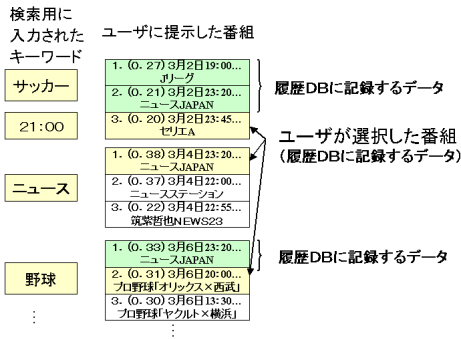 検索用に
入力された
キーワード
ユーザに提示した番組
サッカー
21:00
1. (0. 27) 3月2日19:00...
Jリーグ
2. (0. 21) 3月2日23:20...
ニュースJAPAN
3. (0. 20) 3月2日23:45...
セリエA
履歴DBに記録するデータ
ユーザが選択した番組
(履歴DBに記録するデータ)
ニュース
1. (0. 38) 3月4日23:20...
ニュースJAPAN
2. (0. 37) 3月4日22:00...
ニュースステーション
3. (0. 22) 3月4日22:55...
筑紫哲也NEWS23
野球
1. (0. 33) 3月6日23:20...
ニュースJAPAN
2. (0. 31) 3月6日20:00...
プロ野球「オリックス×西武」
3. (0. 30) 3月6日13:30...
プロ野球「ヤクルト×横浜」
履歴DBに記録するデータ
⋮
⋮